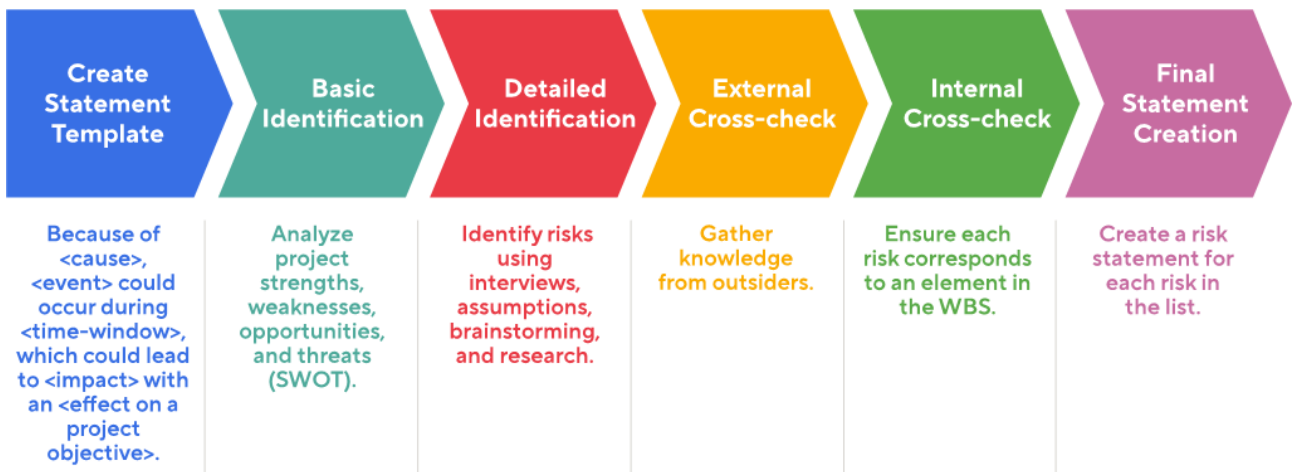 Create
Statement
Template
Basic
Identification
Detailed
Identification
External
Cross-check
Internal
Cross-check
Final
Statement
Creation
Because of
<cause>,
<event> could
occur during
<time-window>,
which could lead
to <impact> with
an <effect on a
project
objective>.
Analyze
project
strengths,
weaknesses,
opportunities,
and threats
(SWOT).
Identify risks
using
interviews,
assumptions,
brainstorming,
and research.
Gather
knowledge
from outsiders.
Ensure each
risk corresponds
to an element in
the WBS.
Create a risk
statement for
each risk in
the list.